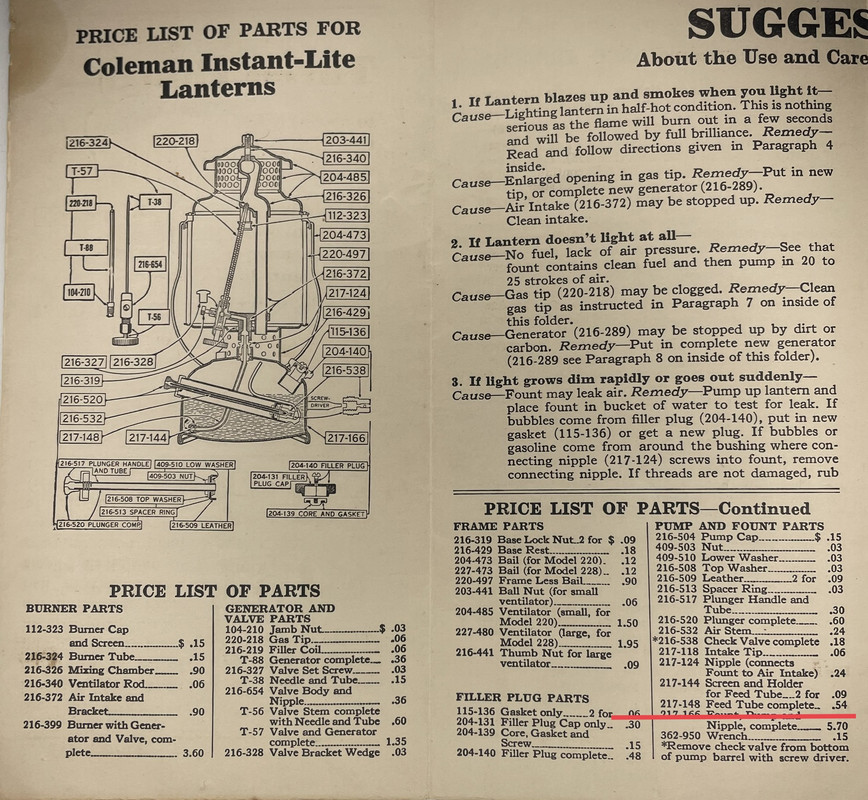 PRICE LIST OF PARTS FOR
Coleman Instant-Lite
Lanterns
216-324
220-218
203-441
216-340
204-485
T-57
220-218
T-38
216-326
112-323
204-473
T-88
220-497
216-654
216-372
104-210
217-124
T-56
216-429
115-136
216-327
216-328
204-140
216-319
216-538
216-520
SCREW-
DRIVER
216-532
217-148
217-144
217-166
216-517 PLUNGER HANDLE
AND TUBE
409-510 LOW WASHER
409-503 NUT
204-140 FILLER PLUG
204-131 FILLER
PLUG CAP
216-508 TOP WASHER
216-513 SPACER RING
216-520 PLUNGER COMP.
216-509 LEATHER
204-139 CORE AND GASKET
PRICE LIST OF PARTS
BURNER PARTS
112-323 Burner Cap
and Screen $ .15
216-324 Burner Tube .15
216-326 Mixing Chamber .90
216-340 Ventilator Rod .06
216-372 Air Intake and
Bracket .90
216-399 Burner with Gener-
ator and Valve, com-
plete 3.60
GENERATOR AND
VALVE PARTS
104-210 Jamb Nut $ .03
220-218 Gas Tip .06
216-219 Filler Coil .06
T-88 Generator complete .36
216-327 Valve Set Screw .03
T-38 Needle and Tube .15
216-654 Valve Body and
Nipple .36
T-56 Valve Stem complete
with Needle and Tube .60
T-57 Valve and Generator
complete 1.35
216-328 Valve Bracket Wedge .03
SUGGES
About the Use and Care
1. If Lantern blazes up and smokes when you light it—
Cause—Lighting lantern in half-hot condition. This is nothing
serious as the flame will burn out in a few seconds
and will be followed by full brilliance. Remedy—
Read and follow directions given in Paragraph 4
inside.
Cause—Enlarged opening in gas tip. Remedy—Put in new
tip, or complete new generator (216-289).
Cause—Air Intake (216-372) may be stopped up. Remedy—
Clean intake.
2. If Lantern doesn't light at all—
Cause—No fuel, lack of air pressure. Remedy—See that
fount contains clean fuel and then pump in 20 to
25 strokes of air.
Cause—Gas tip (220-218) may be clogged. Remedy—Clean
gas tip as instructed in Paragraph 7 on inside of
this folder.
Cause—Generator (216-289) may be stopped up by dirt or
carbon. Remedy—Put in complete new generator
(216-289 see Paragraph 8 on inside of this folder).
3. If light grows dim rapidly or goes out suddenly—
Cause—Fount may leak air. Remedy—Pump up lantern and
place fount in bucket of water to test for leak. If
bubbles come from filler plug (204-140), put in new
gasket (115-136) or get a new plug. If bubbles or
gasoline come from around the bushing where con-
necting nipple (217-124) screws into fount, remove
connecting nipple. If threads are not damaged, rub
PRICE LIST OF PARTS—Continued
FRAME PARTS
216-319 Base Lock Nut..2 for $ .09
216-429 Base Rest .18
204-473 Bail (for Model 220) .12
227-473 Bail (for Model 228) .12
220-497 Frame Less Bail .90
203-441 Ball Nut (for small
ventilator) .06
204-485 Ventilator (small, for
Model 220) 1.50
227-480 Ventilator (large, for
Model 228) 1.95
216-441 Thumb Nut for large
ventilator .09
FILLER PLUG PARTS
115-136 Gasket only 2 for .06
204-131 Filler Plug Cap only .30
204-139 Core, Gasket and
Screw .15
204-140 Filler Plug complete .48
PUMP AND FOUNT PARTS
216-504 Pump Cap $ .15
409-503 Nut .03
409-510 Lower Washer .03
216-508 Top Washer .03
216-509 Leather 2 for .09
216-513 Spacer Ring .03
216-517 Plunger Handle and
Tube .30
216-520 Plunger complete .60
216-532 Air Stem .24
*216-538 Check Valve complete .18
217-118 Intake Tip .06
217-124 Nipple (connects
Fount to Air Intake) .24
217-144 Screen and Holder
for Feed Tube 2 for .09
217-148 Feed Tube complete .54
217-166 Fount, Pump and
Nipple, complete 5.70
362-950 Wrench .15
*Remove check valve from bottom
of pump barrel with screw driver.